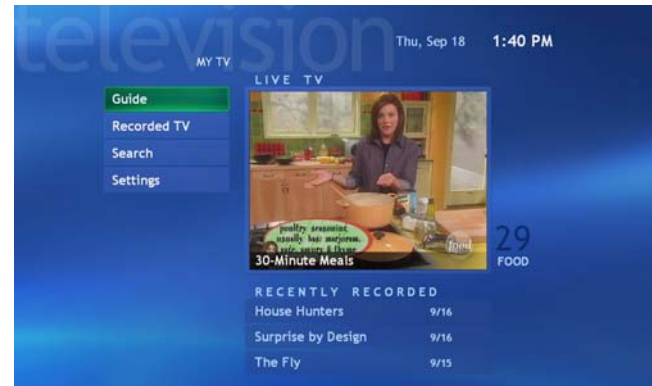 television
Thu, Sep 18 1:40 PM
MY TV
LIVE TV
Guide
Recorded TV
Search
Settings
poultry seasoning
usually has: marjoram,
sage, savory & thyme
food
30-Minute Meals
29
FOOD
RECENTLY RECORDED
House Hunters 9/16
Surprise by Design 9/16
The Fly 9/15